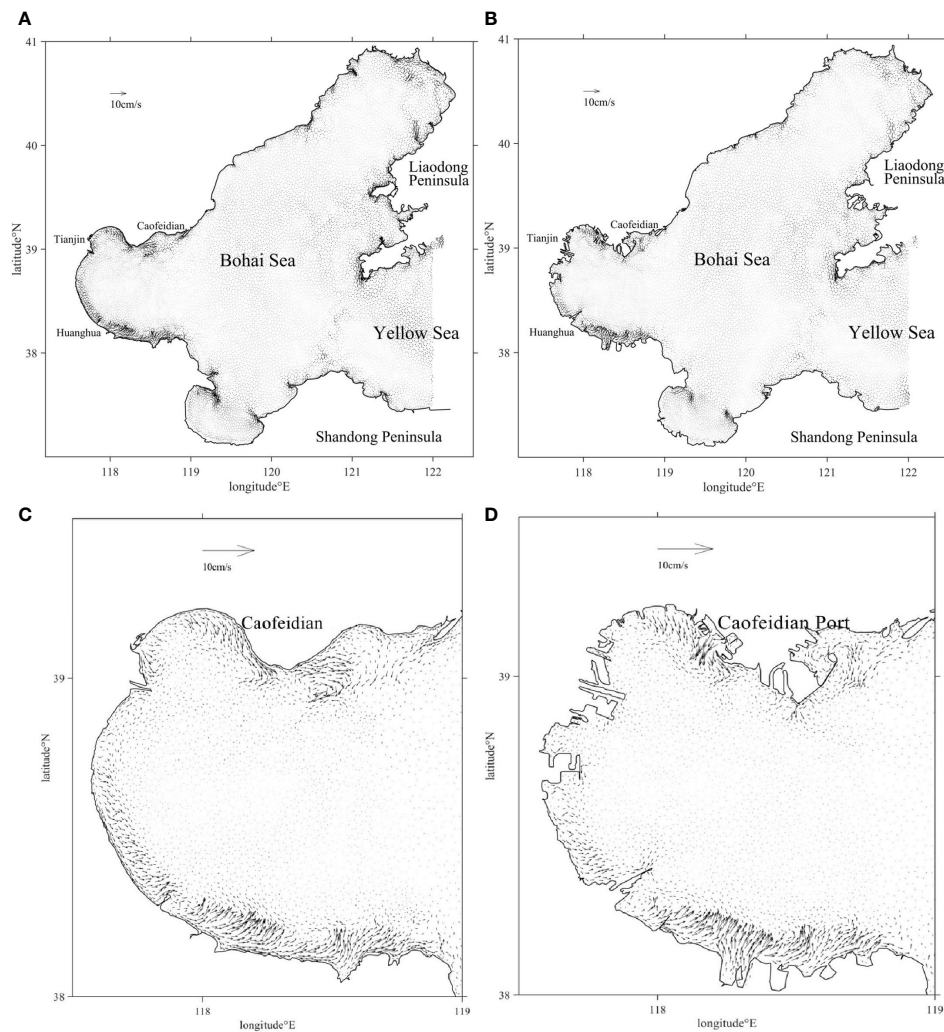 A
41
10cm/s
40
Liaodong
Peninsula
Caofeidian
Tianjin
39
Bohai Sea
Yellow Sea
Huanghua
38
Shandong Peninsula
latitude°N
118
119
120
121
122
longitude°E
B
41
10cm/s
40
Liaodong
Peninsula
Caofeidian
Tianjin
39
Bohai Sea
Yellow Sea
Huanghua
38
Shandong Peninsula
latitude°N
118
119
120
121
122
longitude°E
C
10cm/s
Caofeidian
39
latitude°N
38
118
119
longitude°E
D
10cm/s
Caofeidian Port
39
latitude°N
38
118
119
longitude°E